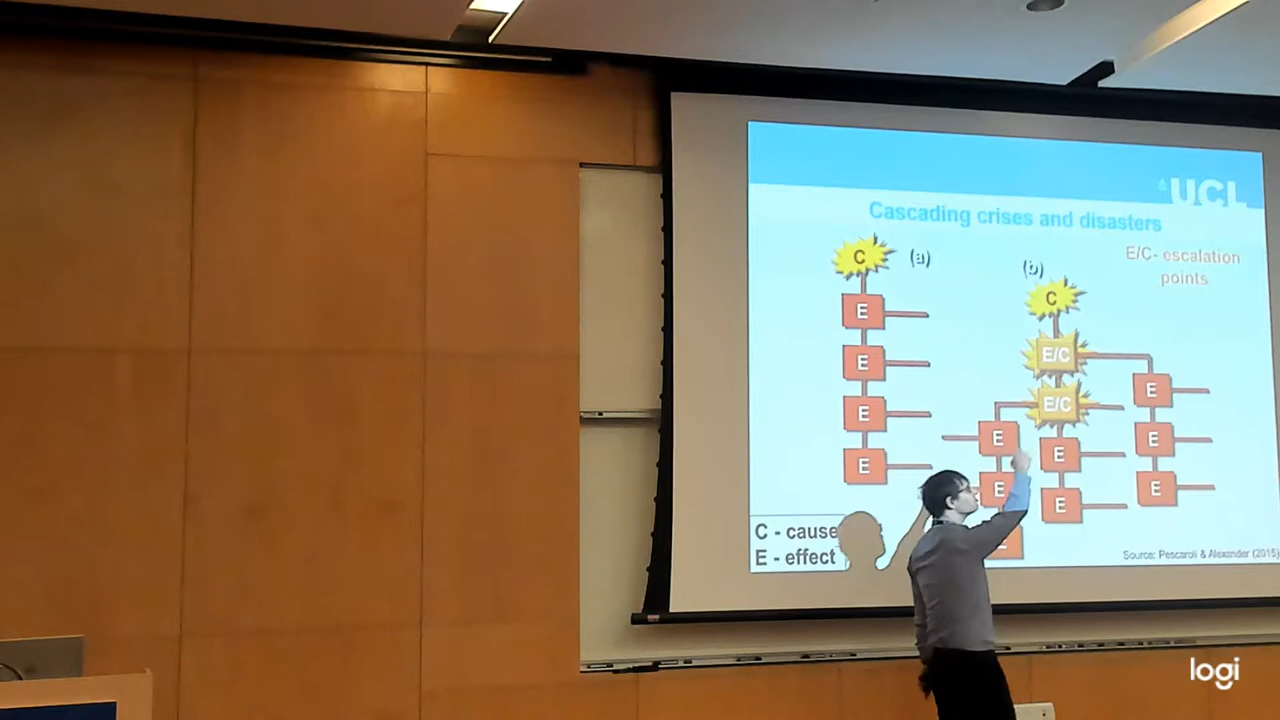 UCL
Cascading crises and disasters
C
(a)
E
E
E
E
(b)
C
E/C
E/C
E
E
E
E
E
E
E
E/C- escalation
points
C - cause
E - effect
Source: Pescaroli & Alexander (2015)
logi